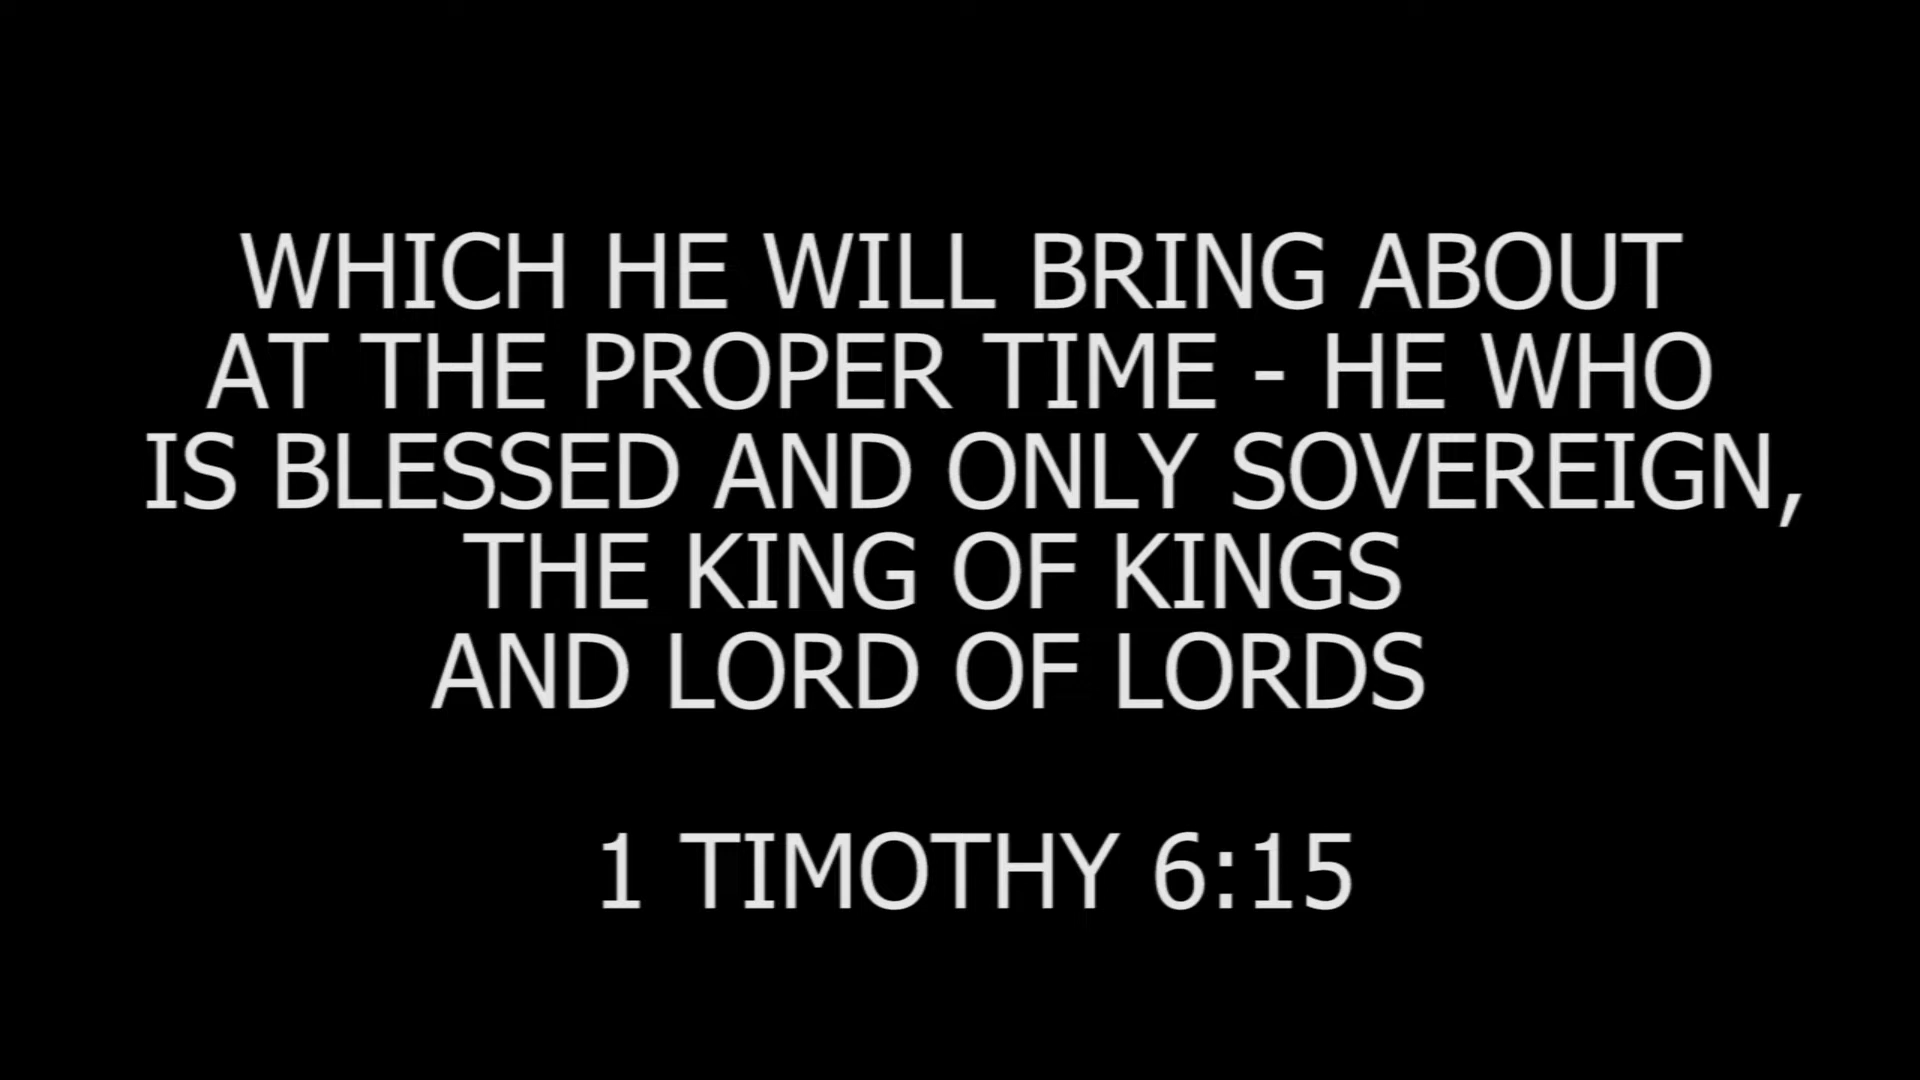 WHICH HE WILL BRING ABOUT
AT THE PROPER TIME - HE WHO
IS BLESSED AND ONLY SOVEREIGN,
THE KING OF KINGS
AND LORD OF LORDS
1 TIMOTHY 6:15